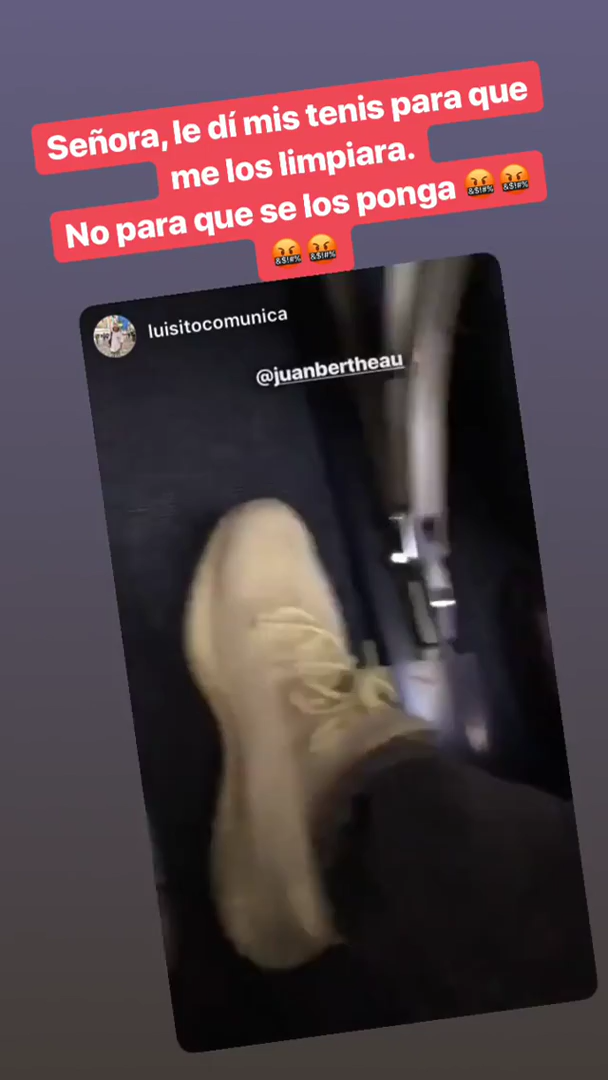 Señora, le dí mis tenis para que
me los limpiara.
No para que se los ponga 🤬🤬
🤬🤬
luisitocomunica
@juanbertheau